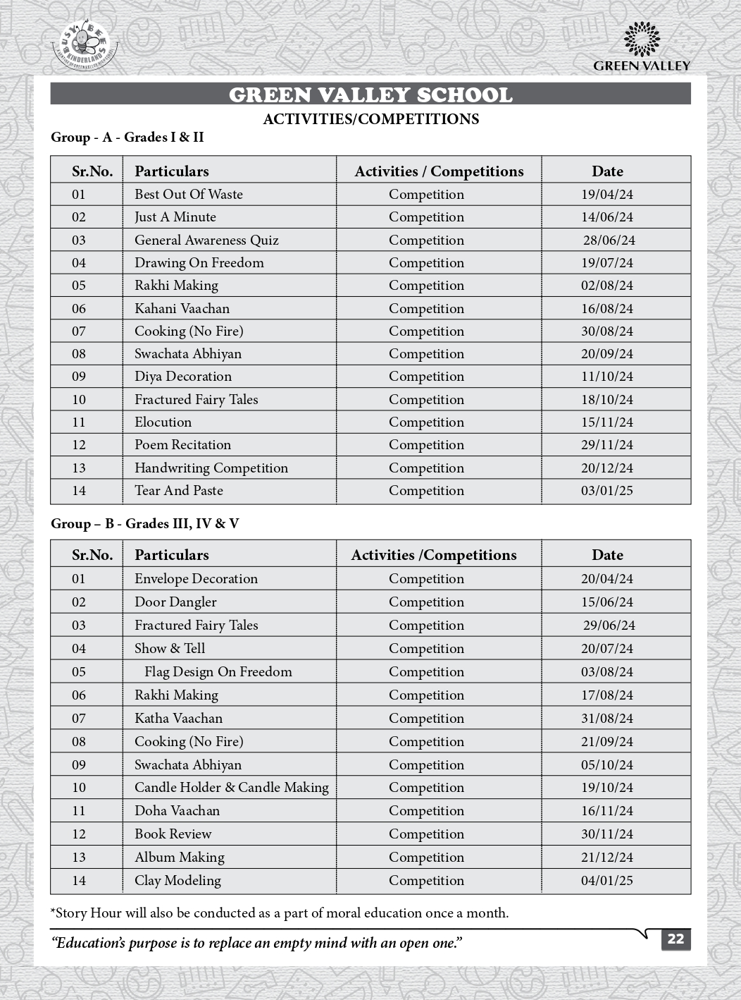 BUSY BEES
KINDERLAND
GREEN VALLEY
GREEN VALLEY SCHOOL
ACTIVITIES/COMPETITIONS
Group - A - Grades I & II
Sr.No. Particulars Activities / Competitions Date
01 Best Out Of Waste Competition 19/04/24
02 Just A Minute Competition 14/06/24
03 General Awareness Quiz Competition 28/06/24
04 Drawing On Freedom Competition 19/07/24
05 Rakhi Making Competition 02/08/24
06 Kahani Vaachan Competition 16/08/24
07 Cooking (No Fire) Competition 30/08/24
08 Swachata Abhiyan Competition 20/09/24
09 Diya Decoration Competition 11/10/24
10 Fractured Fairy Tales Competition 18/10/24
11 Elocution Competition 15/11/24
12 Poem Recitation Competition 29/11/24
13 Handwriting Competition Competition 20/12/24
14 Tear And Paste Competition 03/01/25
Group – B - Grades III, IV & V
Sr.No. Particulars Activities /Competitions Date
01 Envelope Decoration Competition 20/04/24
02 Door Dangler Competition 15/06/24
03 Fractured Fairy Tales Competition 29/06/24
04 Show & Tell Competition 20/07/24
05 Flag Design On Freedom Competition 03/08/24
06 Rakhi Making Competition 17/08/24
07 Katha Vaachan Competition 31/08/24
08 Cooking (No Fire) Competition 21/09/24
09 Swachata Abhiyan Competition 05/10/24
10 Candle Holder & Candle Making Competition 19/10/24
11 Doha Vaachan Competition 16/11/24
12 Book Review Competition 30/11/24
13 Album Making Competition 21/12/24
14 Clay Modeling Competition 04/01/25
*Story Hour will also be conducted as a part of moral education once a month.
“Education’s purpose is to replace an empty mind with an open one.”
22